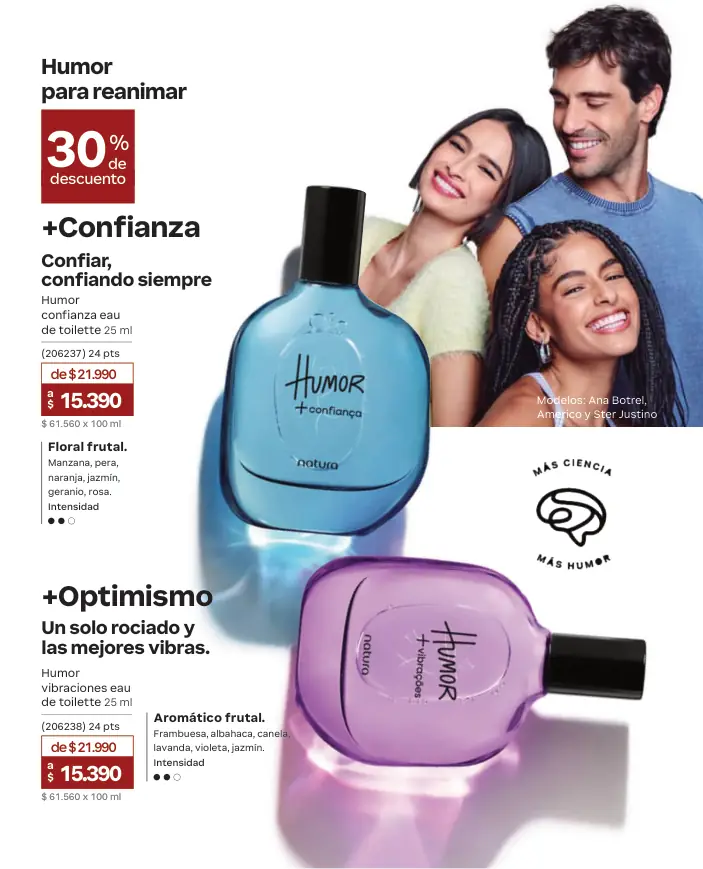 Humor
para reanimar
30%
de
descuento
+Confianza
Confiar,
confiando siempre
Humor
confianza eau
de toilette 25 ml
(206237) 24 pts
de $ 21.990
a $ 15.390
$ 61.560 x 100 ml
Floral frutal.
Manzana, pera,
naranja, jazmín,
geranio, rosa.
Intensidad
HUMOR
+ confiança
natura
Modelos: Ana Botrel,
Américo y Ster Justino
MÁS CIENCIA
MÁS HUMOR
+Optimismo
Un solo rociado y
las mejores vibras.
Humor
vibraciones eau
de toilette 25 ml
(206238) 24 pts
de $ 21.990
a $ 15.390
$ 61.560 x 100 ml
Aromático frutal.
Frambuesa, albahaca, canela,
lavanda, violeta, jazmín.
Intensidad
HUMOR
+ vibrações
natura